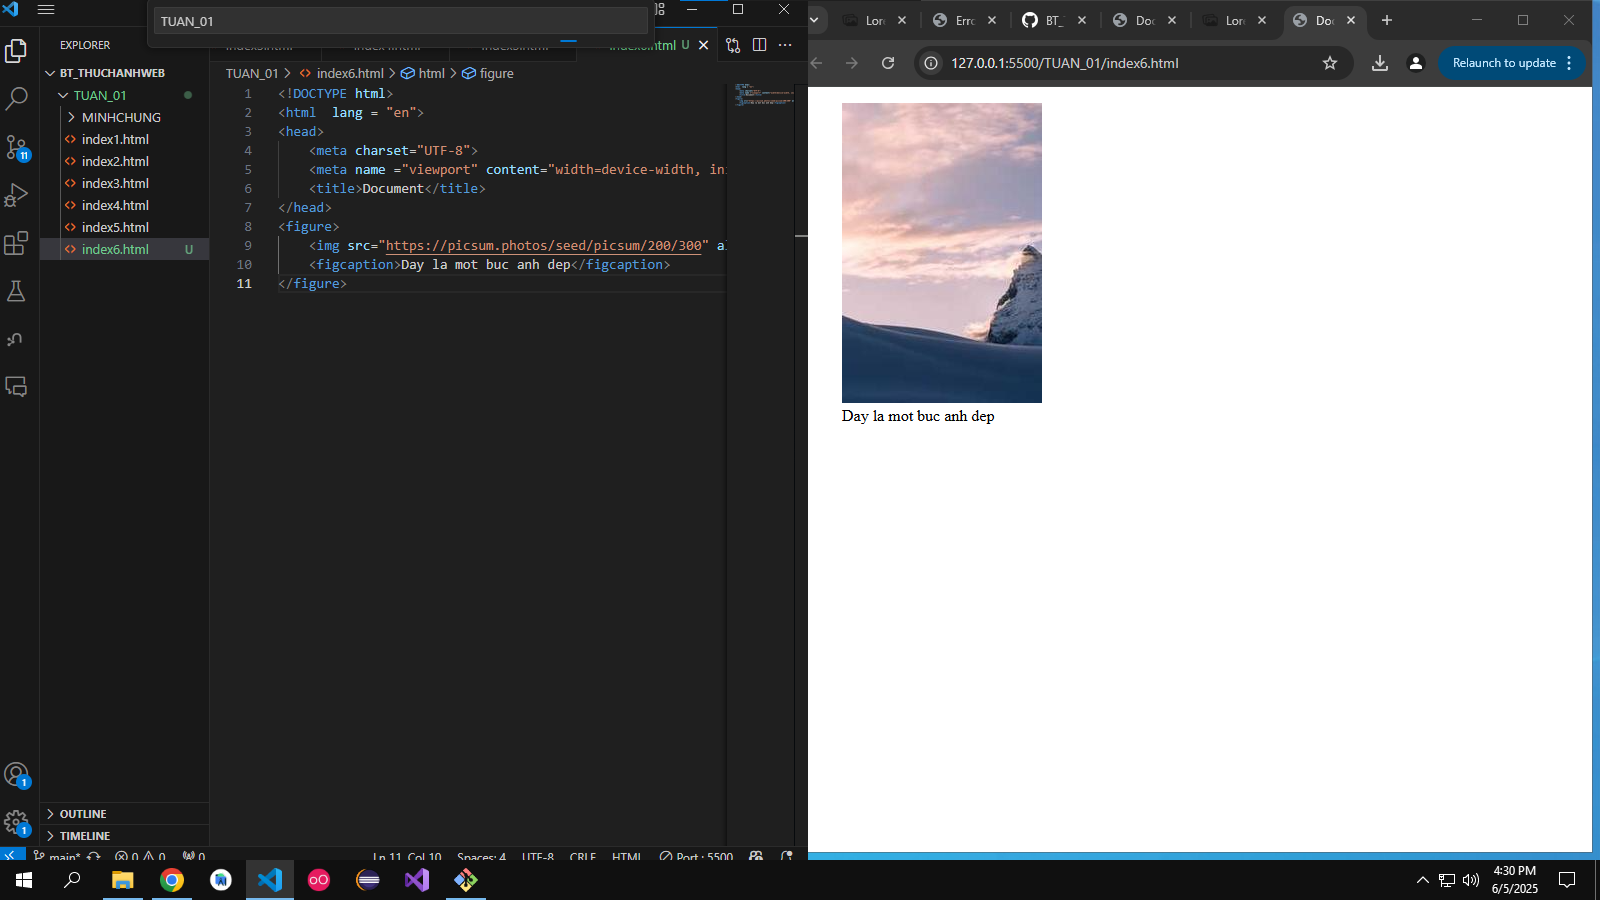 TUAN_01
EXPLORER
BT_THUCHANHWEB
TUAN_01
MINHCHUNG
index1.html
index2.html
index3.html
index4.html
index5.html
index6.html U
OUTLINE
TIMELINE
11
1
1
U
TUAN_01 > index6.html > html > figure
1 <!DOCTYPE html>
2 <html  lang = "en">
3 <head>
4 <meta charset="UTF-8">
5 <meta name ="viewport" content="width=device-width, in
6 <title>Document</title>
7 </head>
8 <figure>
9 <img src="https://picsum.photos/seed/picsum/200/300" al
10 <figcaption>Day la mot buc anh dep</figcaption>
11 </figure>
main* 0 0 0
Ln 11, Col 10 Spaces: 4 UTF-8 CRLF HTML Port : 5500
Lore
Erro
BT_
Doc
Lore
Doc
127.0.0.1:5500/TUAN_01/index6.html
Relaunch to update
Day la mot buc anh dep
4:30 PM
6/5/2025